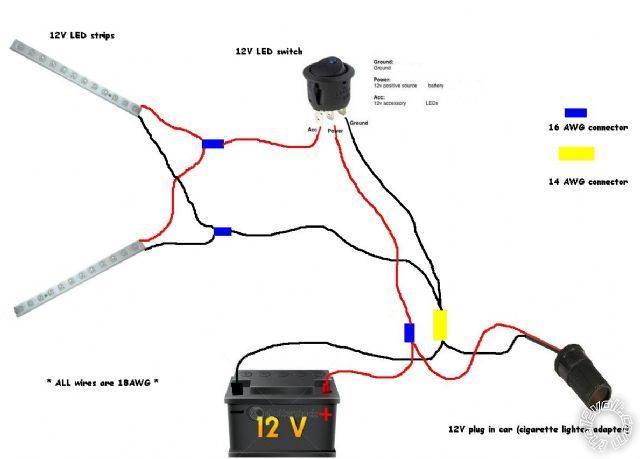 12V LED strips
12V LED switch
Ground:
Ground
Power:
12v positive source battery
Acc:
12v accessory LEDs
Acc
Power
Ground
16 AWG connector
14 AWG connector
* ALL wires are 18AWG *
12 V
+
12V plug in car (cigarette lighter adapter)